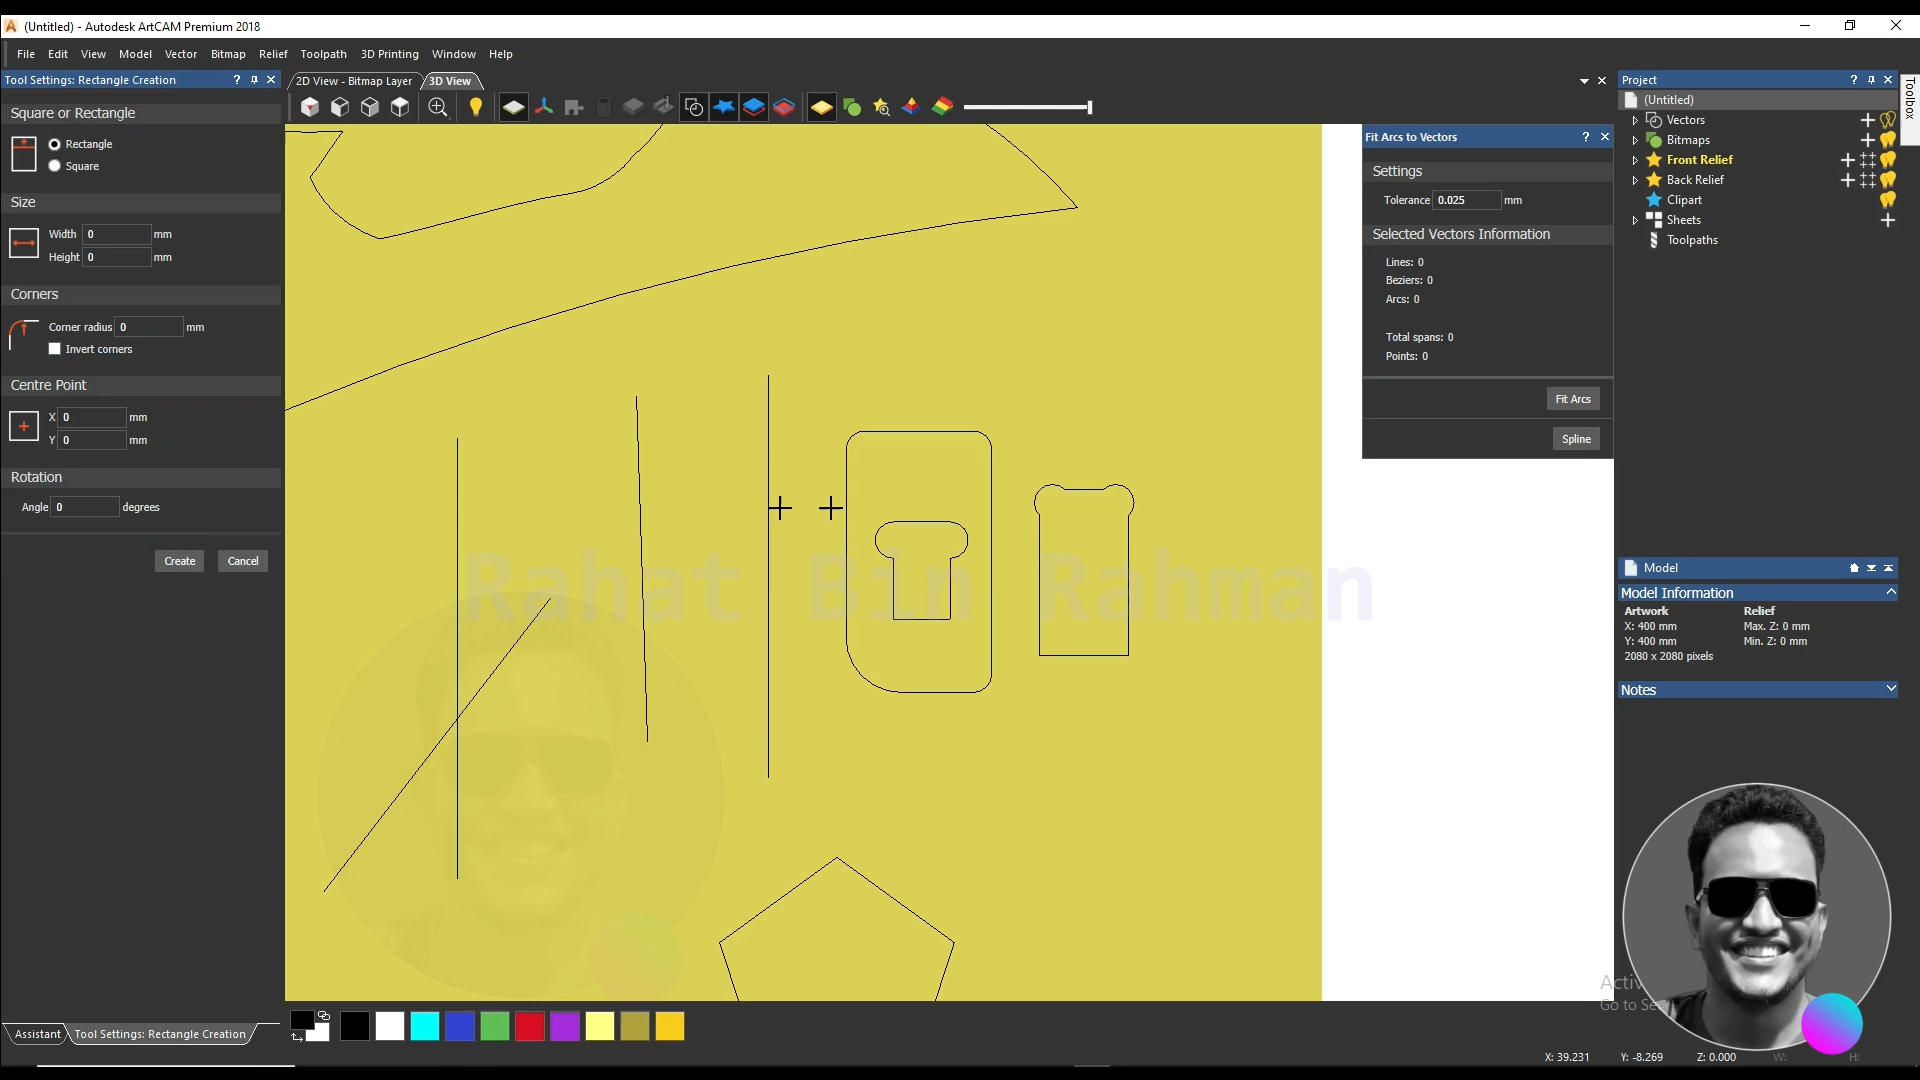 (Untitled) - Autodesk ArtCAM Premium 2018
File Edit View Model Vector Bitmap Relief Toolpath 3D Printing Window Help
Tool Settings: Rectangle Creation ?
2D View - Bitmap Layer 3D View
Square or Rectangle
Rectangle
Square
Size
Width 0 mm
Height 0 mm
Corners
Corner radius 0 mm
Invert corners
Centre Point
X 0 mm
Y 0 mm
Rotation
Angle 0 degrees
Create Cancel
Fit Arcs to Vectors ?
Settings
Tolerance 0.025 mm
Selected Vectors Information
Lines: 0
Beziers: 0
Arcs: 0
Total spans: 0
Points: 0
Fit Arcs
Spline
Project ?
Toolbox
(Untitled)
Vectors
Bitmaps
Front Relief
Back Relief
Clipart
Sheets
Toolpaths
Rahat Bin Rahman
Model
Model Information
Artwork Relief
X: 400 mm Max. Z: 0 mm
Y: 400 mm Min. Z: 0 mm
2080 x 2080 pixels
Notes
Go to
Assistant Tool Settings: Rectangle Creation
X: 39.231 Y: -8.269 Z: 0.000 W: H: